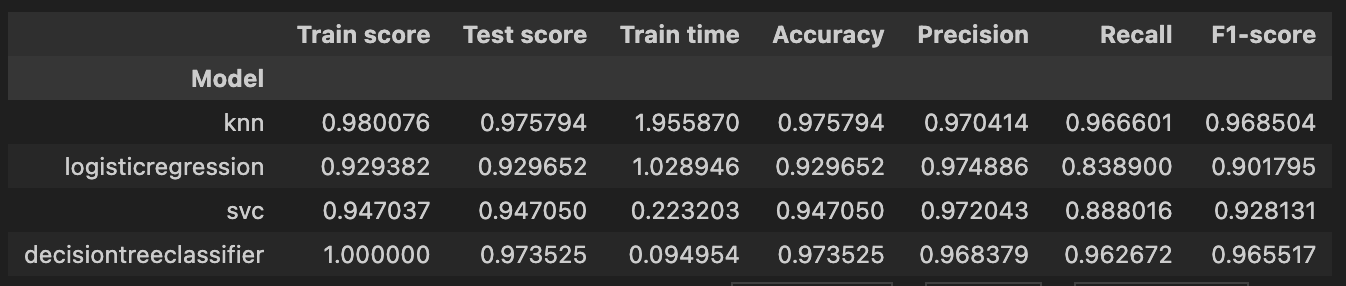 Train score Test score Train time Accuracy Precision Recall F1-score
Model
knn 0.980076 0.975794 1.955870 0.975794 0.970414 0.966601 0.968504
logisticregression 0.929382 0.929652 1.028946 0.929652 0.974886 0.838900 0.901795
svc 0.947037 0.947050 0.223203 0.947050 0.972043 0.888016 0.928131
decisiontreeclassifier 1.000000 0.973525 0.094954 0.973525 0.968379 0.962672 0.965517